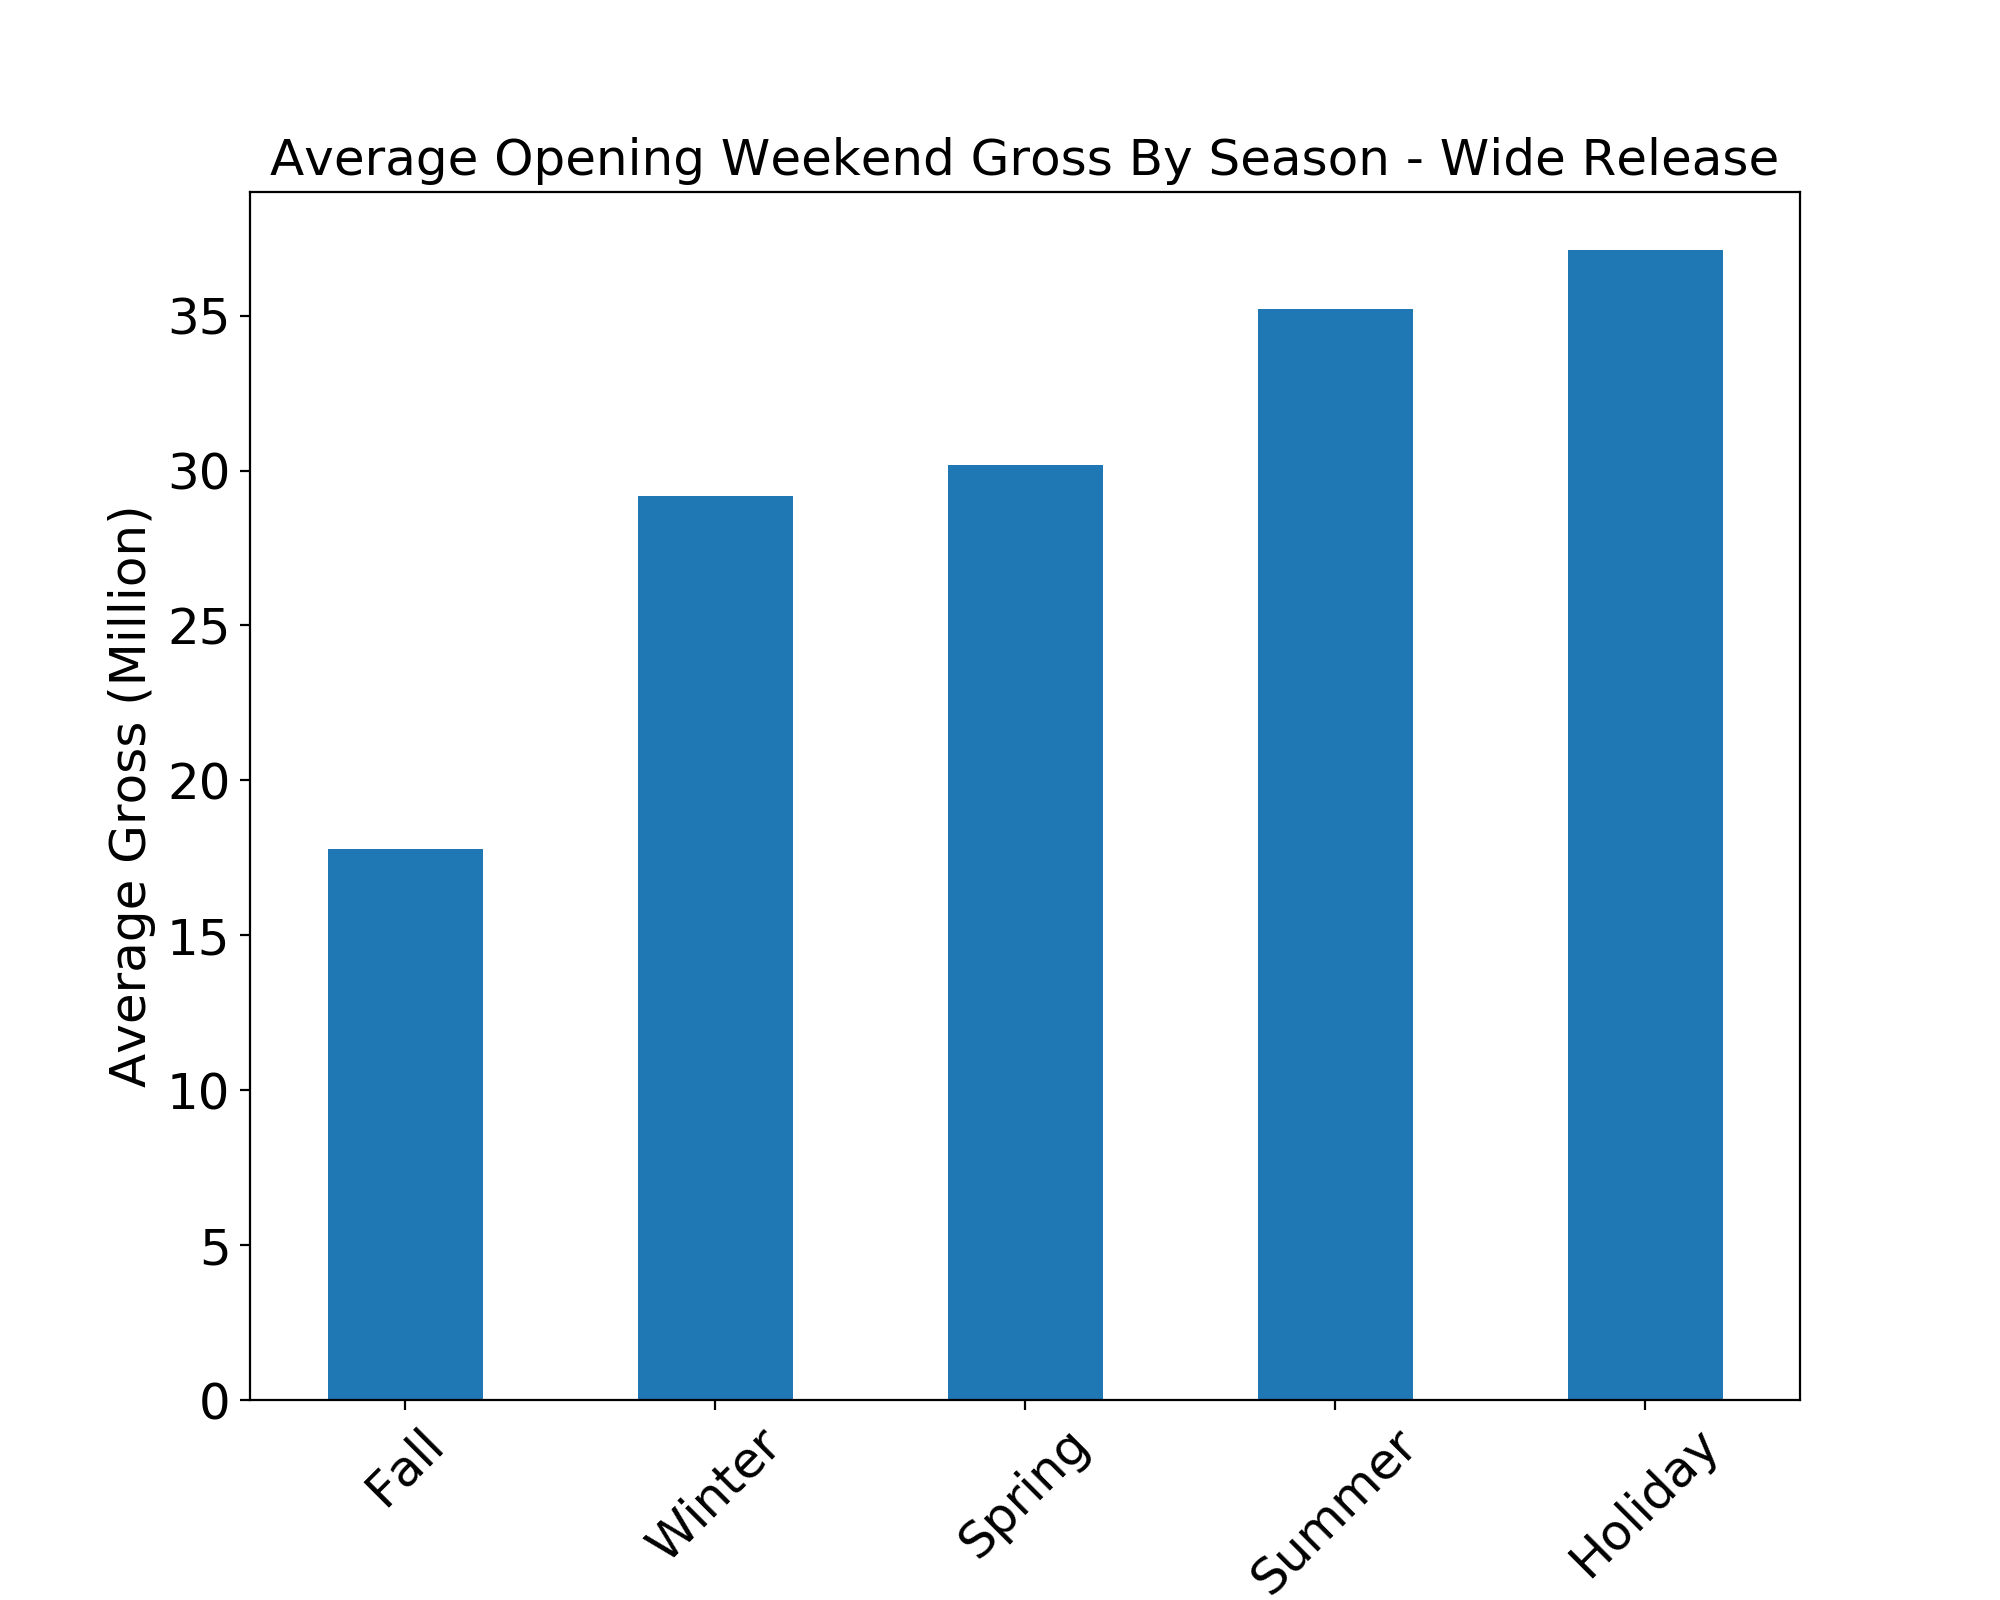 Average Opening Weekend Gross By Season - Wide Release
Average Gross (Million)
35
30
25
20
15
10
5
0
Fall
Winter
Spring
Summer
Holiday